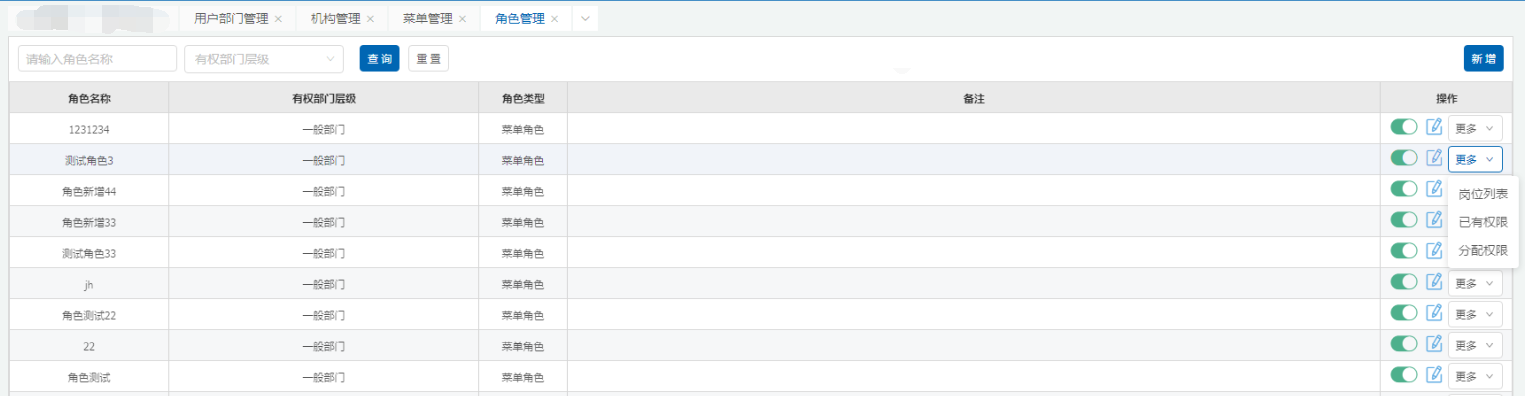 用户部门管理 机构管理 菜单管理 角色管理
请输入角色名称 有权部门层级 查询 重置 新增
角色名称 有权部门层级 角色类型 备注 操作
1231234 一般部门 菜单角色 更多
测试角色3 一般部门 菜单角色 更多
角色新增44 一般部门 菜单角色 岗位列表
角色新增33 一般部门 菜单角色 已有权限
测试角色33 一般部门 菜单角色 分配权限
jh 一般部门 菜单角色 更多
角色测试22 一般部门 菜单角色 更多
22 一般部门 菜单角色 更多
角色测试 一般部门 菜单角色 更多